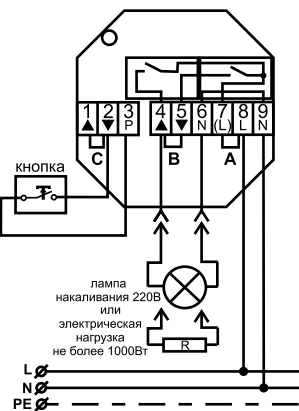 1 2 3 4 5 6 7 8 9
P N (L) L N
C B A
кнопка
лампа
накаливания 220В
или
электрическая
нагрузка
не более 1000Вт
R
L
N
PE